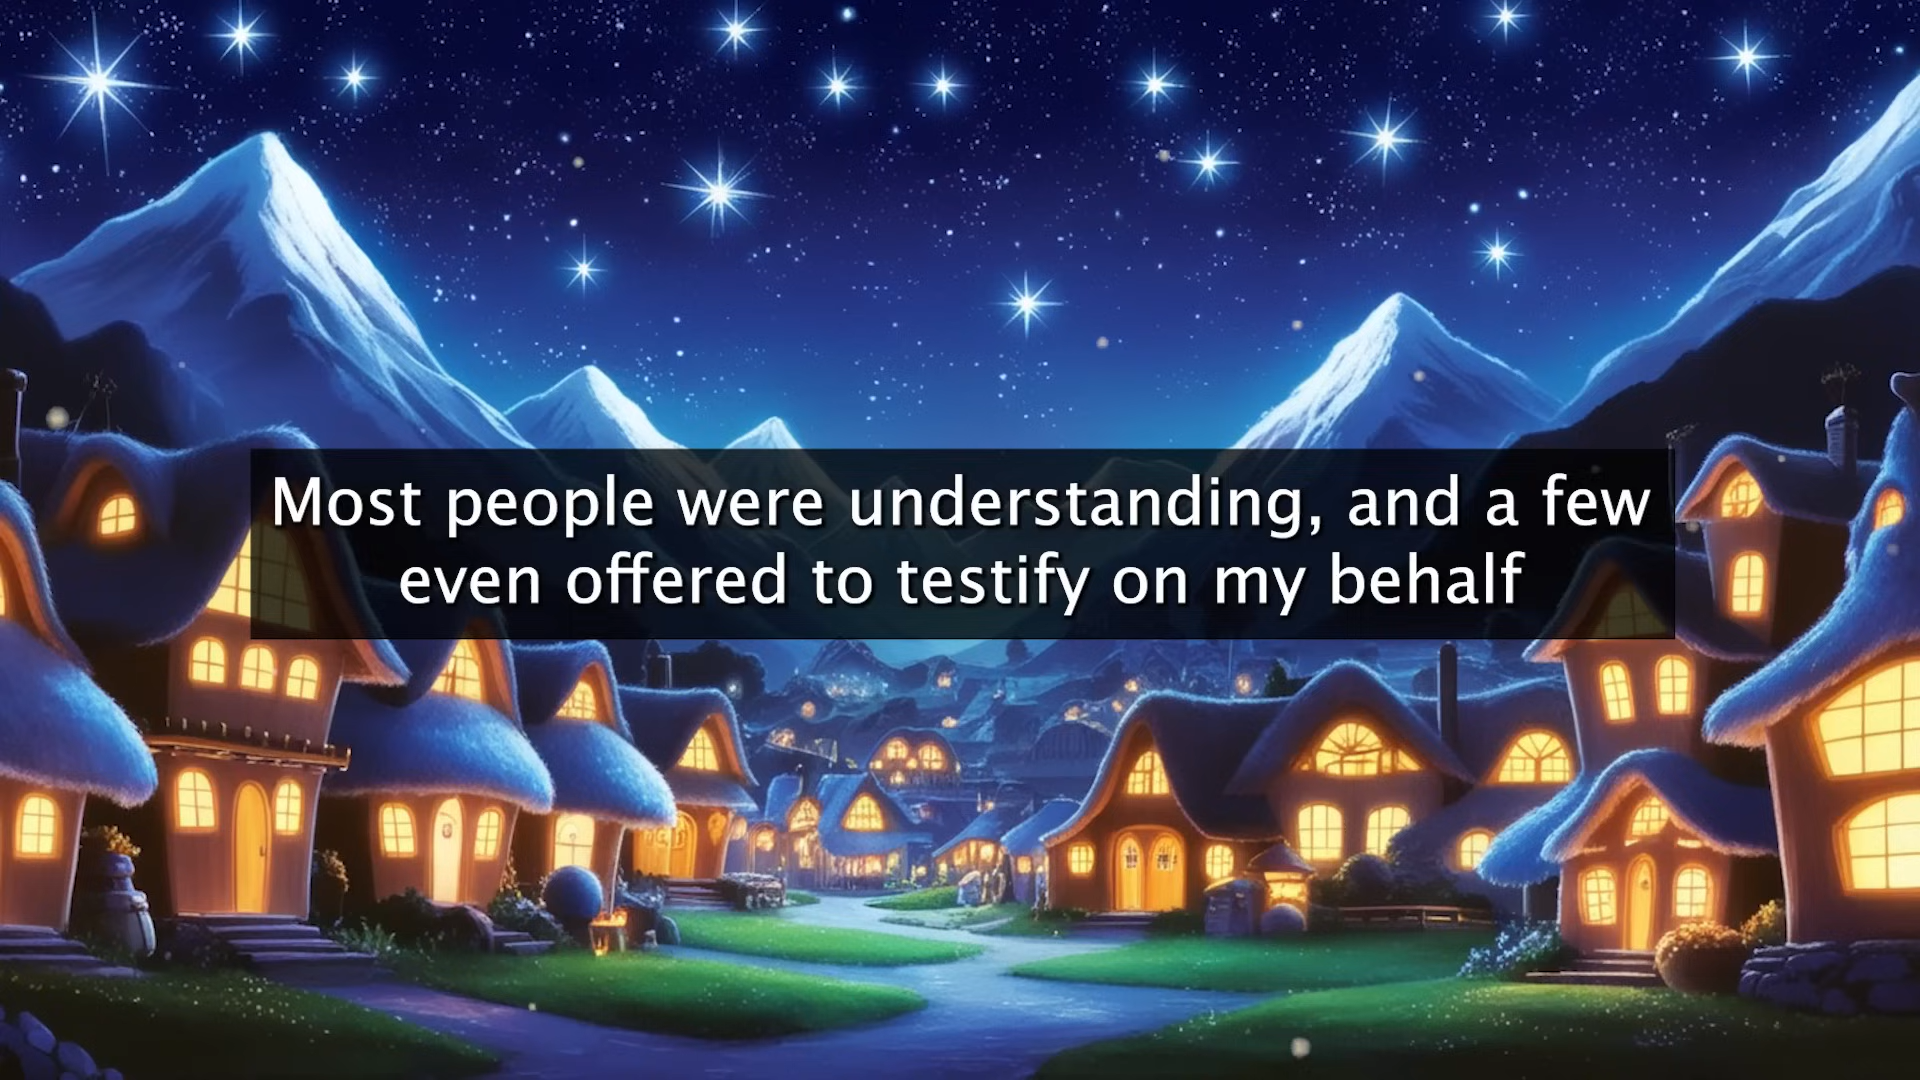 Most people were understanding, and a few
even offered to testify on my behalf